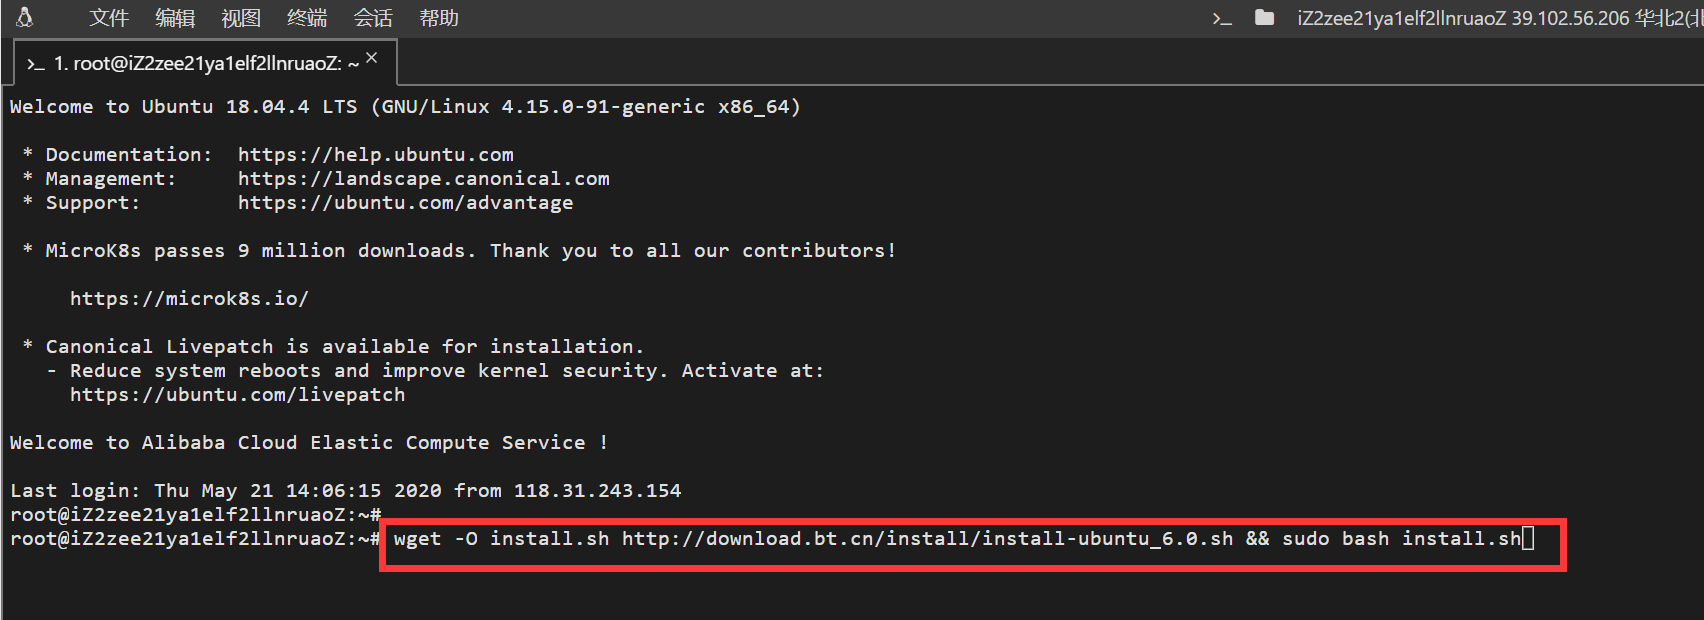 文件 编辑 视图 终端 会话 帮助 >_ iZ2zee21ya1elf2llnruaoZ 39.102.56.206 华北2(北
>_ 1. root@iZ2zee21ya1elf2llnruaoZ: ~ ×
Welcome to Ubuntu 18.04.4 LTS (GNU/Linux 4.15.0-91-generic x86_64)
* Documentation: https://help.ubuntu.com
* Management: https://landscape.canonical.com
* Support: https://ubuntu.com/advantage
* MicroK8s passes 9 million downloads. Thank you to all our contributors!
https://microk8s.io/
* Canonical Livepatch is available for installation.
- Reduce system reboots and improve kernel security. Activate at:
https://ubuntu.com/livepatch
Welcome to Alibaba Cloud Elastic Compute Service !
Last login: Thu May 21 14:06:15 2020 from 118.31.243.154
root@iZ2zee21ya1elf2llnruaoZ:~#
root@iZ2zee21ya1elf2llnruaoZ:~# wget -O install.sh http://download.bt.cn/install/install-ubuntu_6.0.sh && sudo bash install.sh